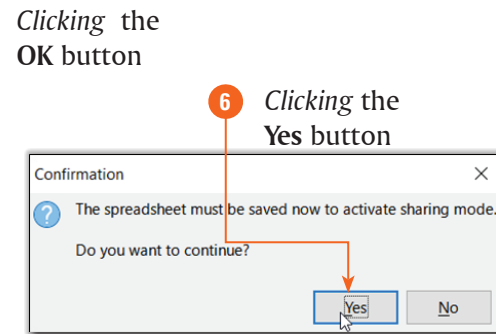 Clicking the
OK button
6 Clicking the
Yes button
Confirmation
The spreadsheet must be saved now to activate sharing mode.
Do you want to continue?
Yes No